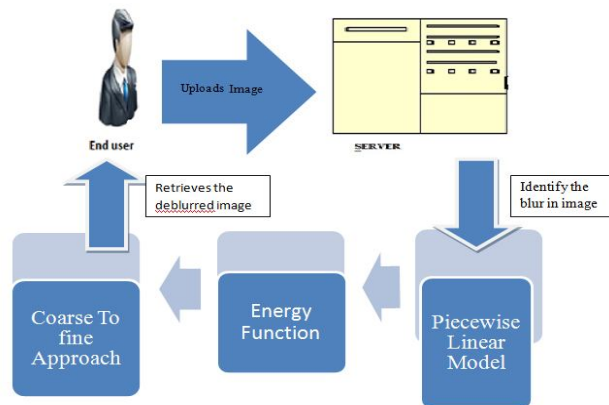 Uploads Image
End user
SERVER
Retrieves the
deblurred image
Identify the
blur in image
Coarse To
fine
Approach
Energy
Function
Piecewise
Linear
Model